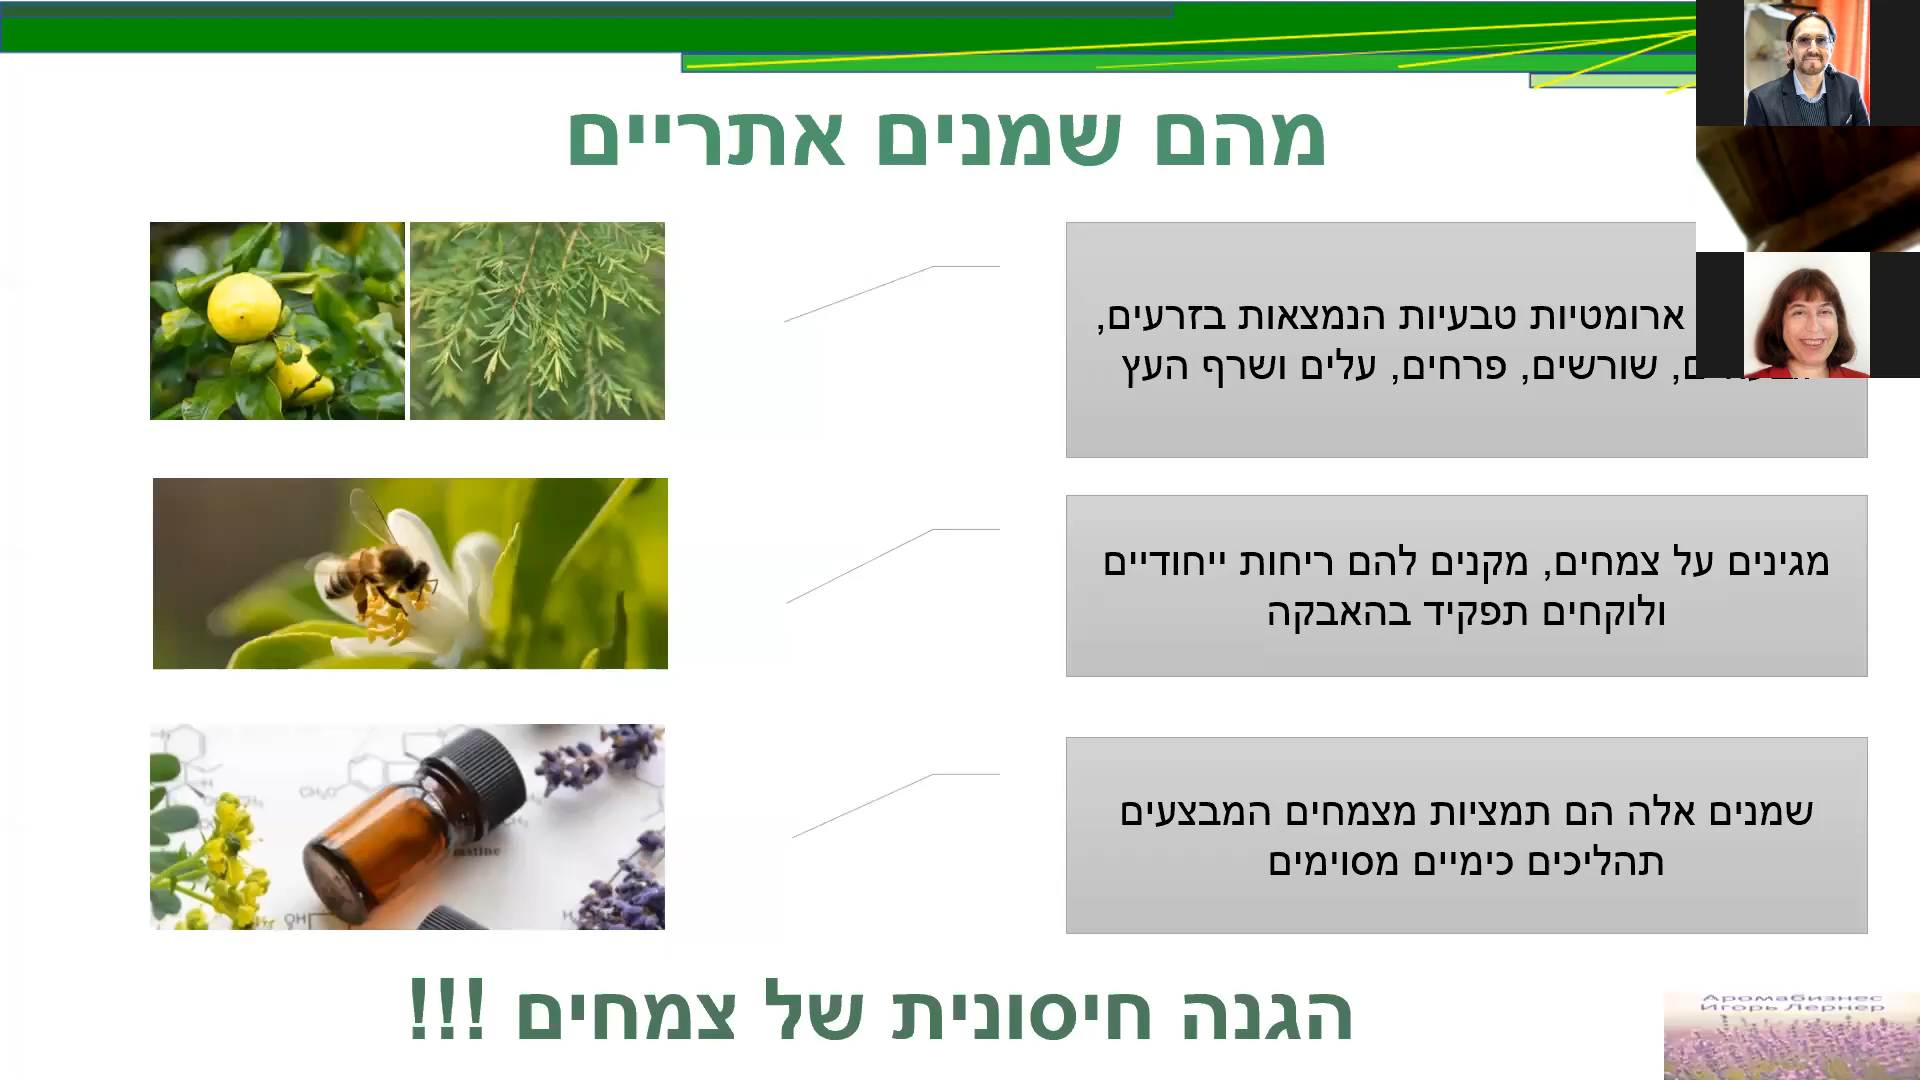 מהם שמנים אתריים
ארומטיות טבעיות הנמצאות בזרעים,
שורשים, פרחים, עלים ושרף העץ
מגינים על צמחים, מקנים להם ריחות ייחודיים
ולוקחים תפקיד בהאבקה
שמנים אלה הם תמציות מצמחים המבצעים
תהליכים כימיים מסוימים
הגנה חיסונית של צמחים !!!
Аромабизнес
Игорь Лернер
CH₃O
OH